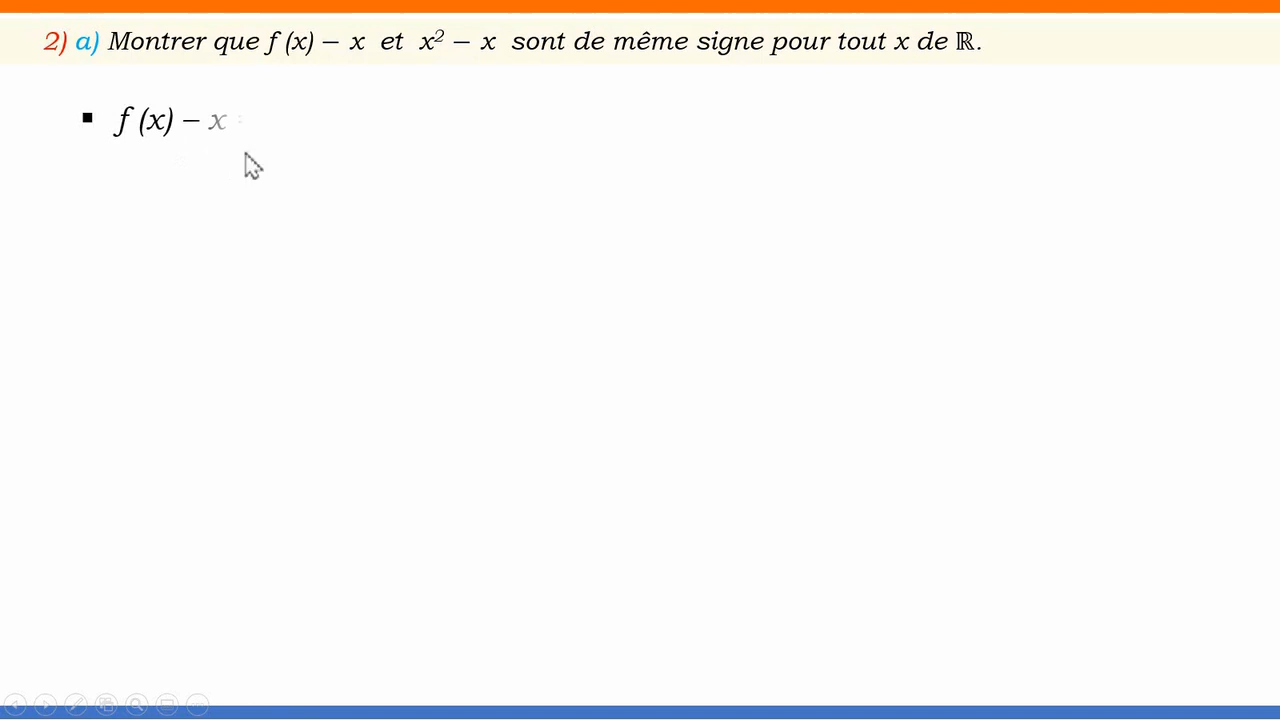 2) a) Montrer que f (x) − x et x² − x sont de même signe pour tout x de ℝ.
▪ f (x) − x